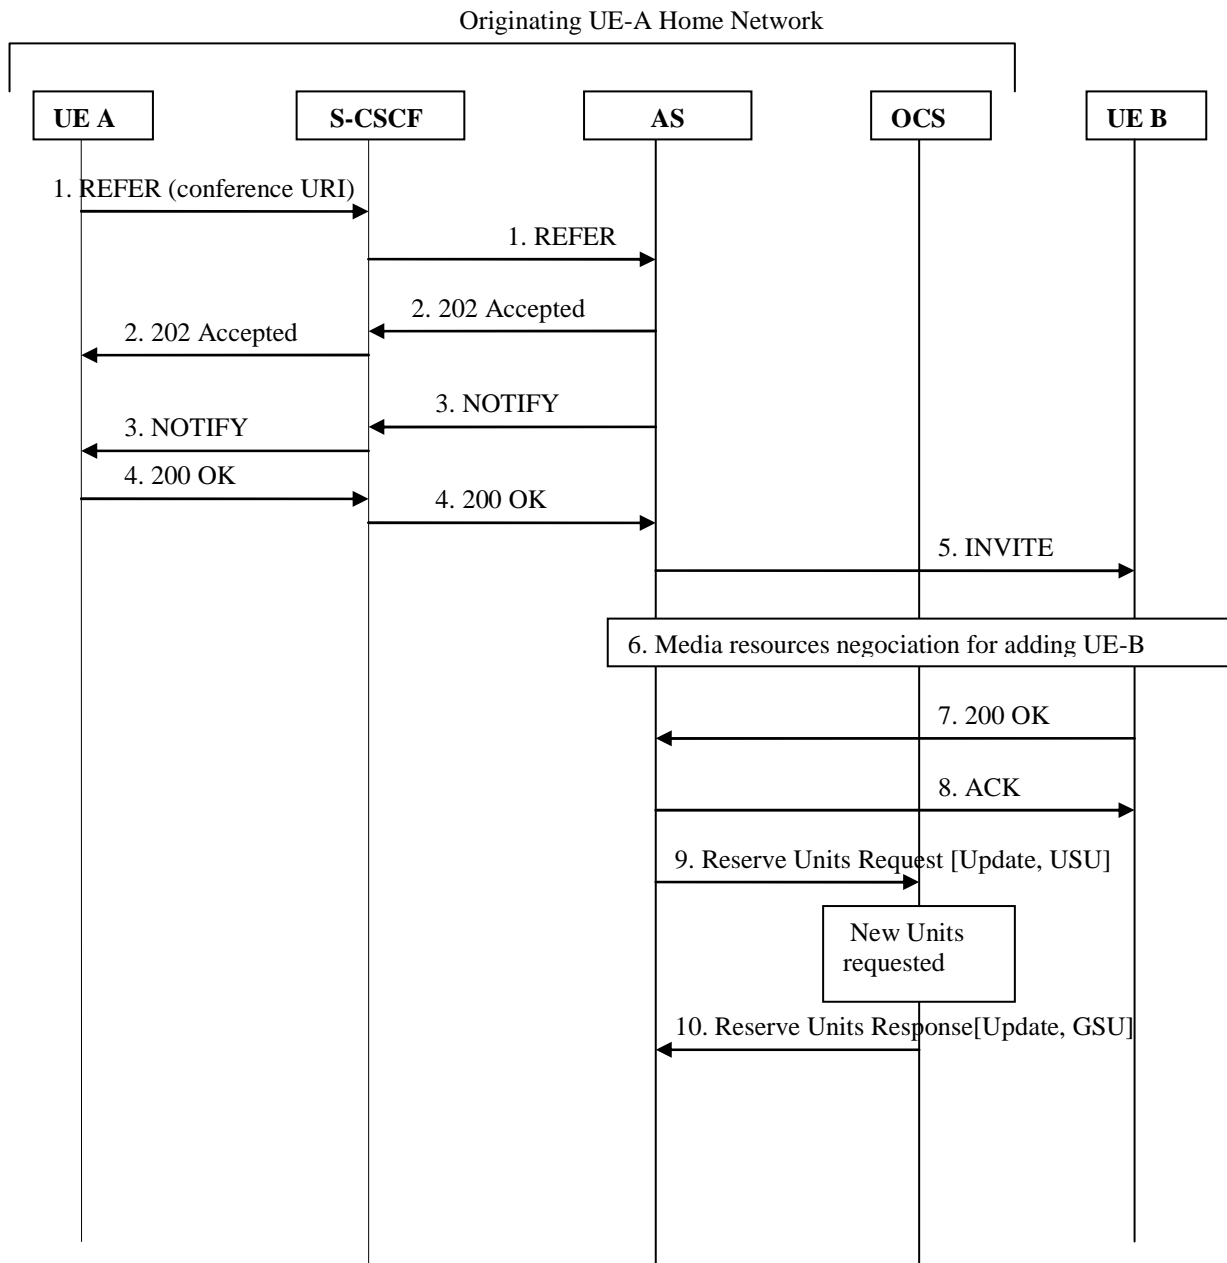 Originating UE-A Home Network
UE A
S-CSCF
AS
OCS
UE B
1. REFER (conference URI)
1. REFER
2. 202 Accepted
2. 202 Accepted
3. NOTIFY
3. NOTIFY
4. 200 OK
4. 200 OK
5. INVITE
6. Media resources negociation for adding UE-B
7. 200 OK
8. ACK
9. Reserve Units Request [Update, USU]
New Units
requested
10. Reserve Units Response[Update, GSU]